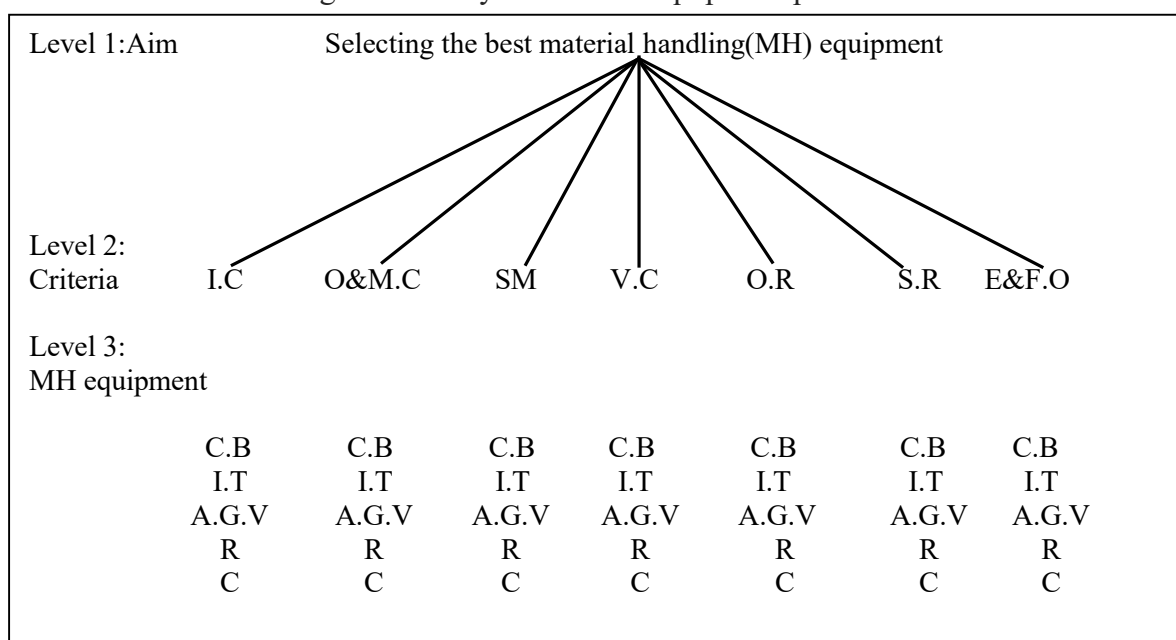 Level 1:Aim Selecting the best material handling(MH) equipment
Level 2:
Criteria I.C O&M.C SM V.C O.R S.R E&F.O
Level 3:
MH equipment
C.B C.B C.B C.B C.B C.B C.B
I.T I.T I.T I.T I.T I.T I.T
A.G.V A.G.V A.G.V A.G.V A.G.V A.G.V A.G.V
R R R R R R R
C C C C C C C